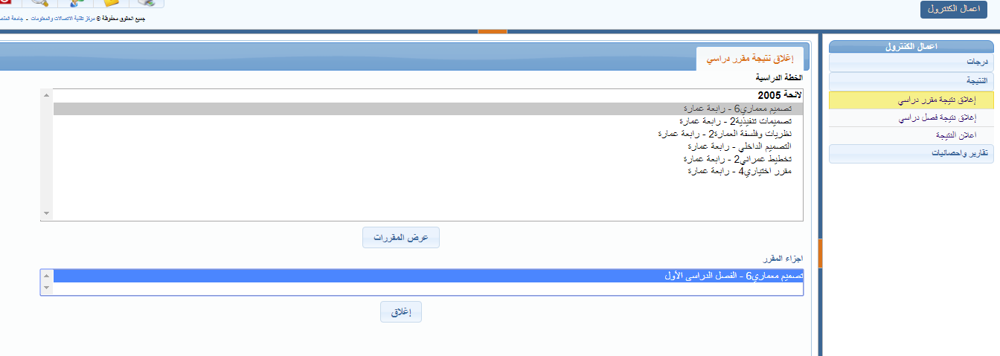 اعمال الكنترول
جميع الحقوق محفوظة © مركز تقنية الاتصالات والمعلومات - جامعة
اعمال الكنترول
درجات
النتيجة
إغلاق نتيجة مقرر دراسي
إغلاق نتيجة فصل دراسي
اعلان النتيجة
تقارير واحصائيات
إغلاق نتيجة مقرر دراسي
الخطة الدراسية
لائحة 2005
تصميم معماري6 - رابعة عمارة
تصميمات تنفيذية2 - رابعة عمارة
نظريات وفلسفة العمارة2 - رابعة عمارة
التصميم الداخلي - رابعة عمارة
تخطيط عمراني2 - رابعة عمارة
مقرر اختياري4 - رابعة عمارة
عرض المقررات
اجزاء المقرر
تصميم معماري6 - الفصل الدراسي الأول
إغلاق